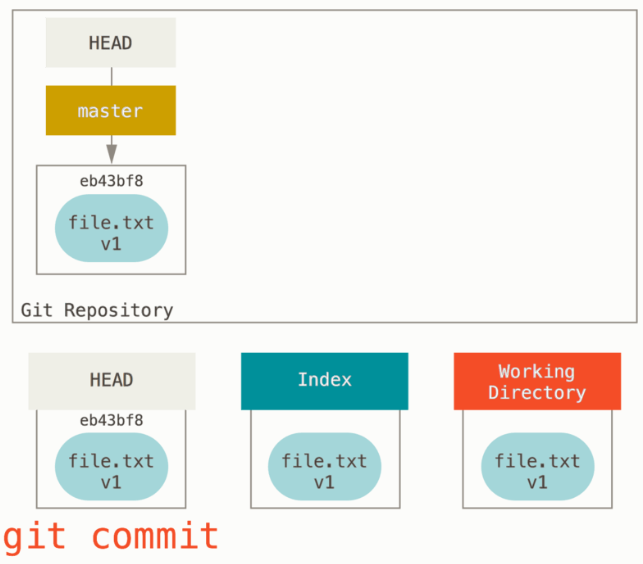 HEAD
master
eb43bf8
file.txt
v1
Git Repository
HEAD
Index
Working
Directory
eb43bf8
file.txt
v1
file.txt
v1
file.txt
v1
git commit